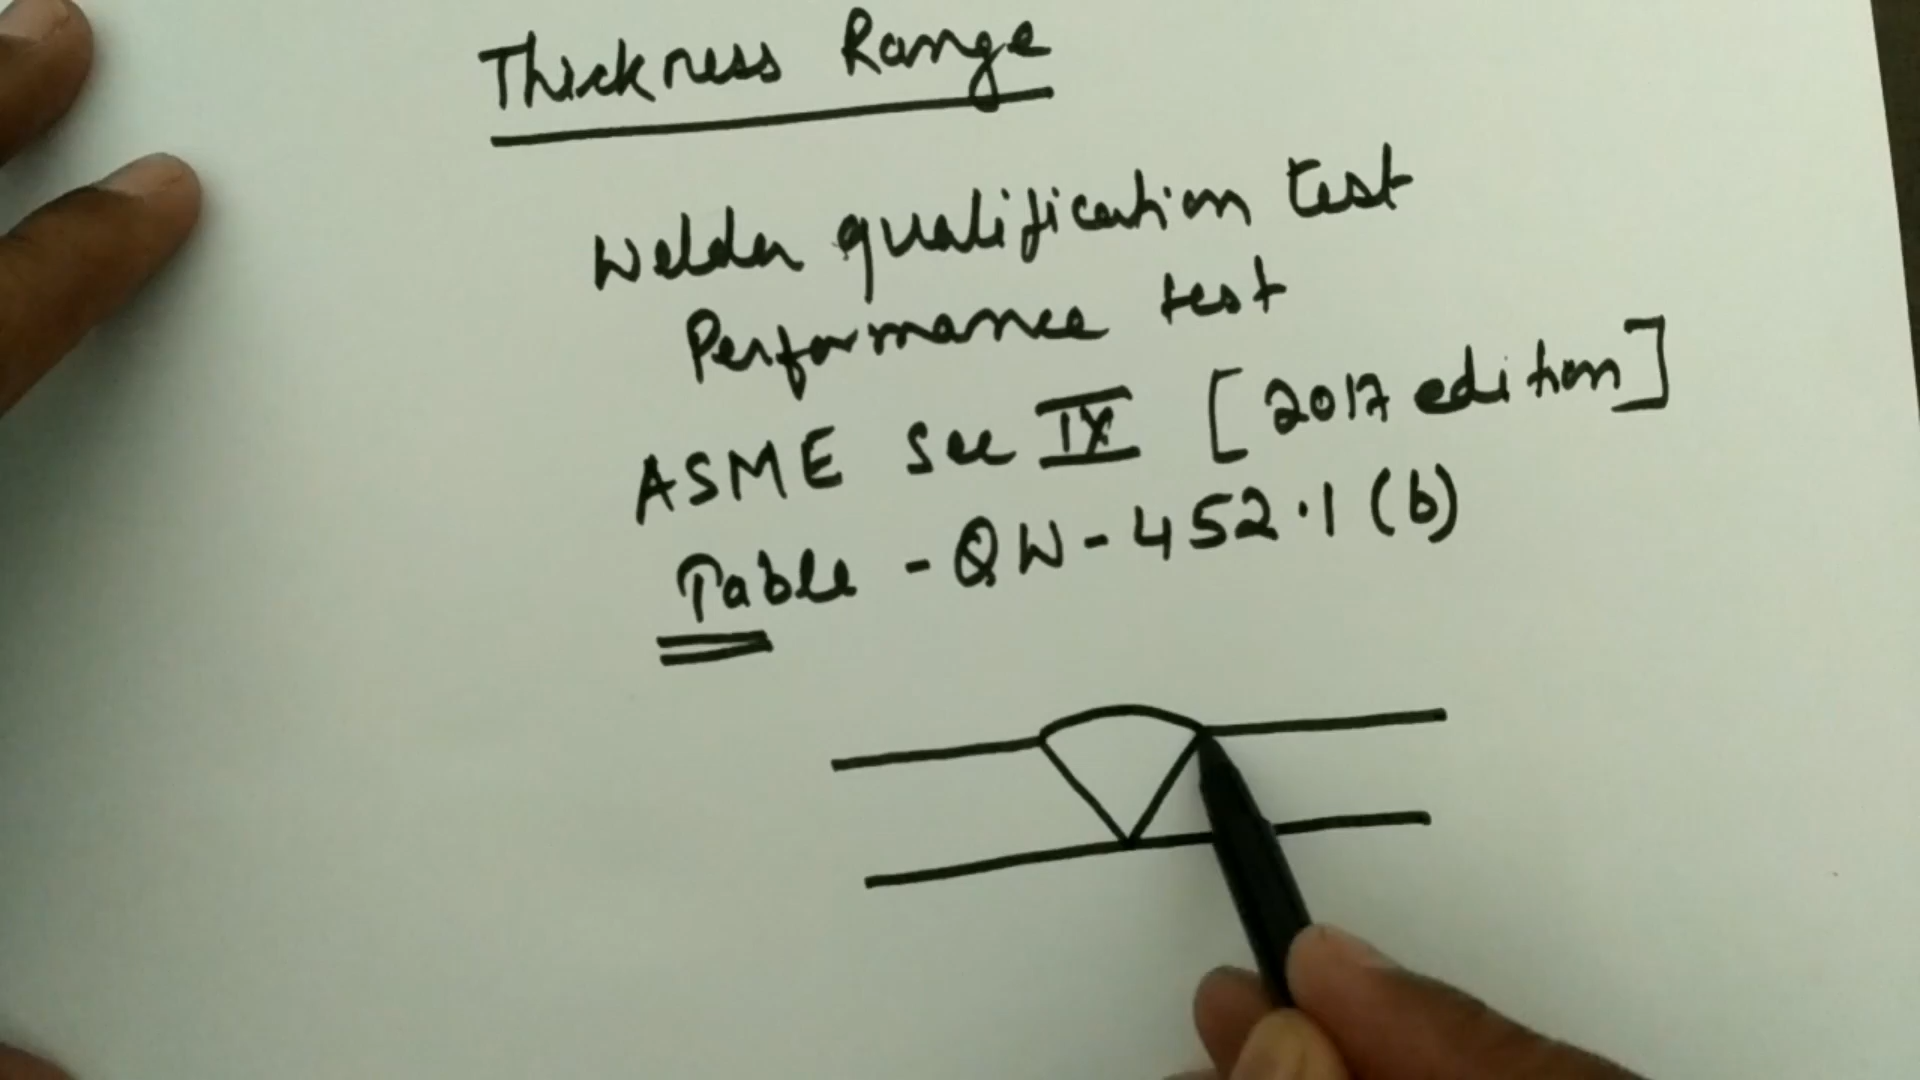 Thickness Range
Welder qualification test
Performance test
ASME Sec IX [2017 edition]
Table - QW-452.1(b)